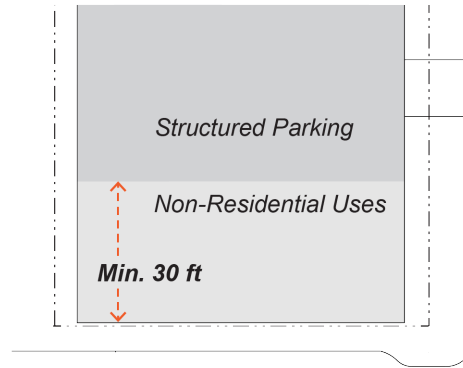 Structured Parking
Non-Residential Uses
Min. 30 ft